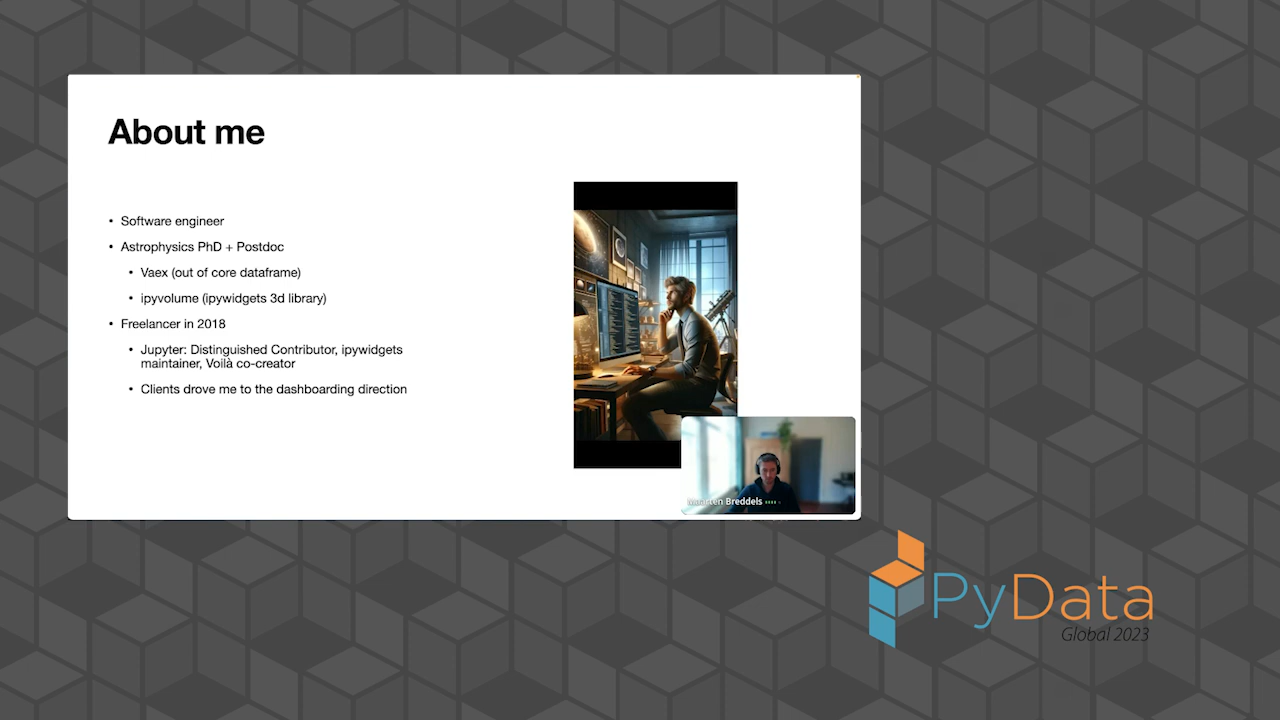 About me
• Software engineer
• Astrophysics PhD + Postdoc
• Vaex (out of core dataframe)
• ipyvolume (ipywidgets 3d library)
• Freelancer in 2018
• Jupyter: Distinguished Contributor, ipywidgets
maintainer, Voilà co-creator
• Clients drove me to the dashboarding direction
Maarten Breddels
PyData
Global 2023